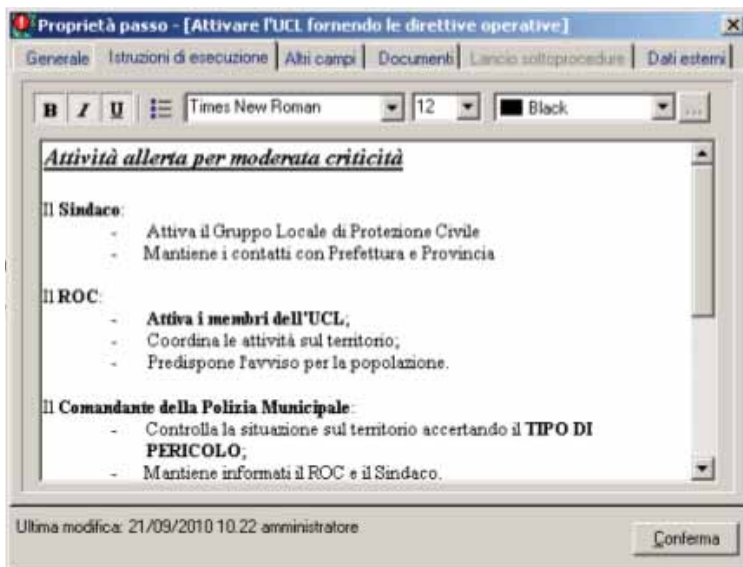 Proprietà passo - [Attivare l'UCL fornendo le direttive operative]
Generale Istruzioni di esecuzione Altri campi Documenti Lancio sottoprocedure Dati esterni
B I U Times New Roman 12 Black ...
Attività allerta per moderata criticità
Il Sindaco:
- Attiva il Gruppo Locale di Protezione Civile
- Mantiene i contatti con Prefettura e Provincia
Il ROC:
- Attiva i membri dell'UCL;
- Coordina le attività sul territorio;
- Predispone l'avviso per la popolazione.
Il Comandante della Polizia Municipale:
- Controlla la situazione sul territorio accertando il TIPO DI
PERICOLO;
- Mantiene informati il ROC e il Sindaco.
Ultima modifica: 21/09/2010 10.22 amministratore
Conferma